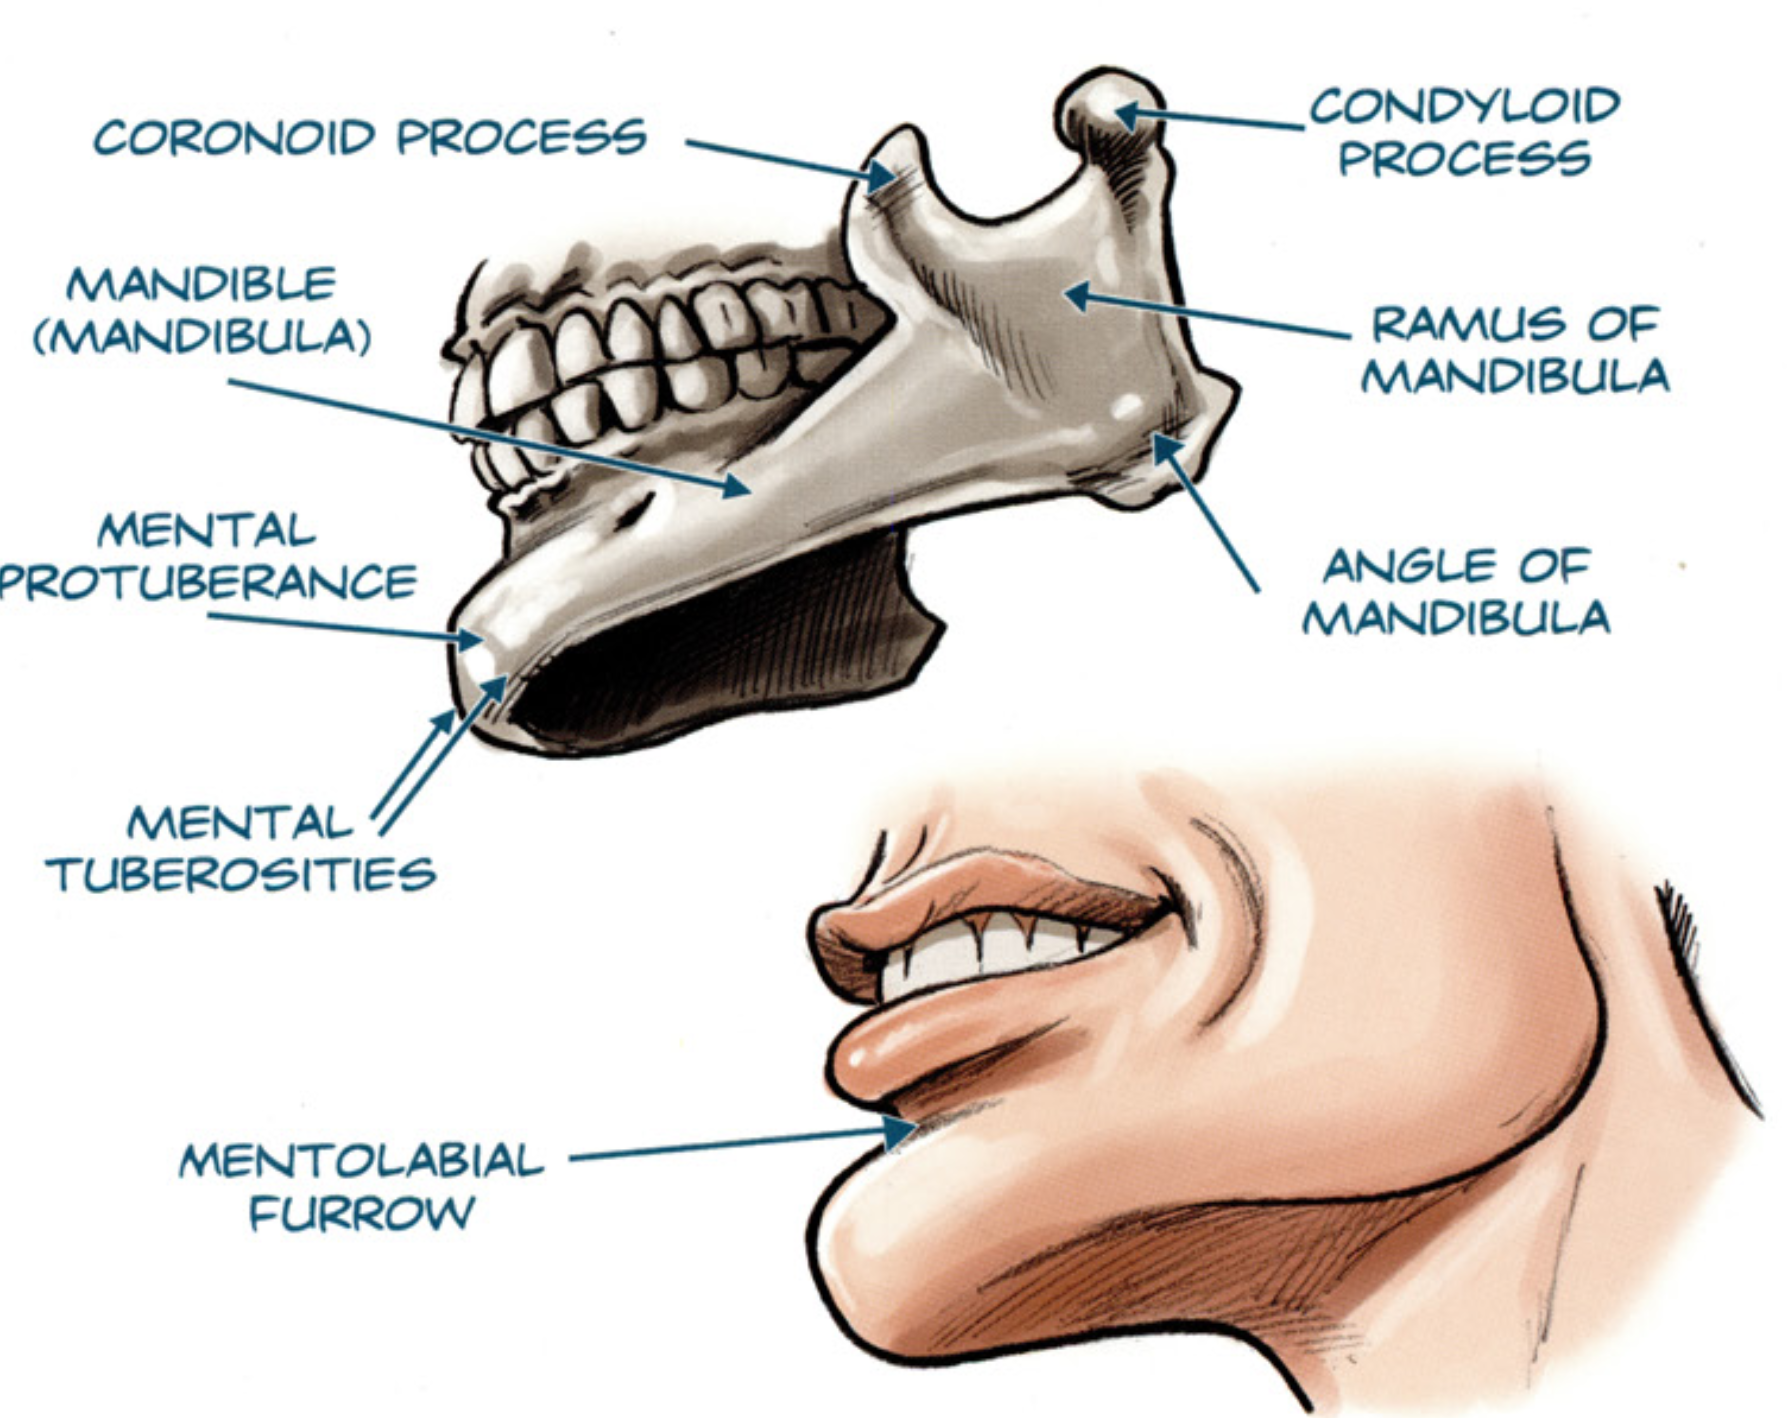 CORONOID PROCESS
CONDYLOID
PROCESS
MANDIBLE
(MANDIBULA)
RAMUS OF
MANDIBULA
MENTAL
PROTUBERANCE
ANGLE OF
MANDIBULA
MENTAL
TUBEROSITIES
MENTOLABIAL
FURROW